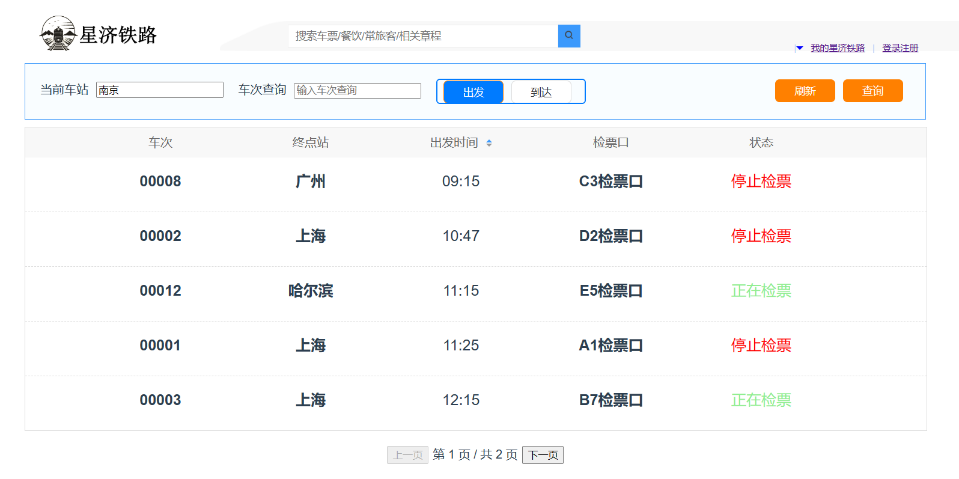 星济铁路
搜索车票/餐饮/常旅客/相关章程
我的星济铁路 | 登录注册
当前车站 南京 车次查询 输入车次查询 出发 到达 刷新 查询
车次 终点站 出发时间 检票口 状态
00008 广州 09:15 C3检票口 停止检票
00002 上海 10:47 D2检票口 停止检票
00012 哈尔滨 11:15 E5检票口 正在检票
00001 上海 11:25 A1检票口 停止检票
00003 上海 12:15 B7检票口 正在检票
上一页 第 1 页 / 共 2 页 下一页